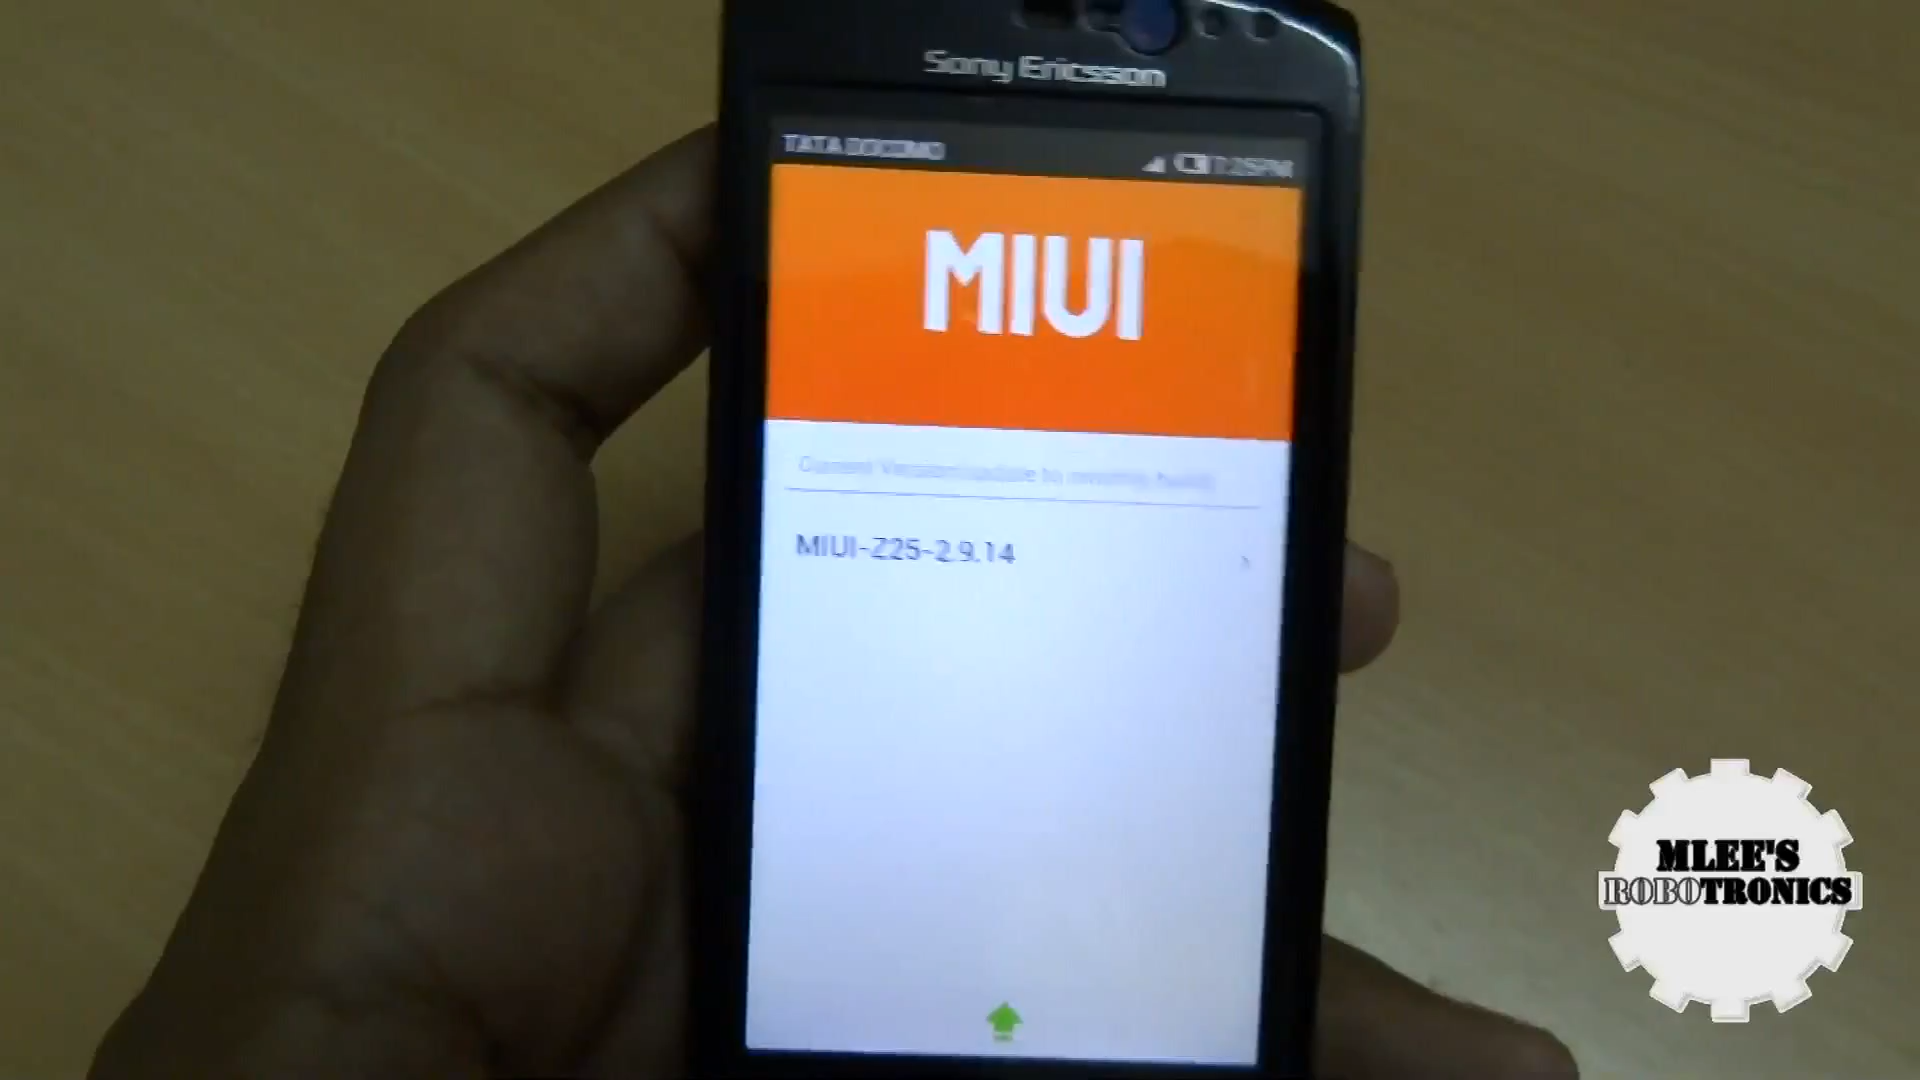 Sony Ericsson
TATA DOCOMO
MIUI
MIUI-Z25-2.9.14
MLEE'S
ROBOTRONICS